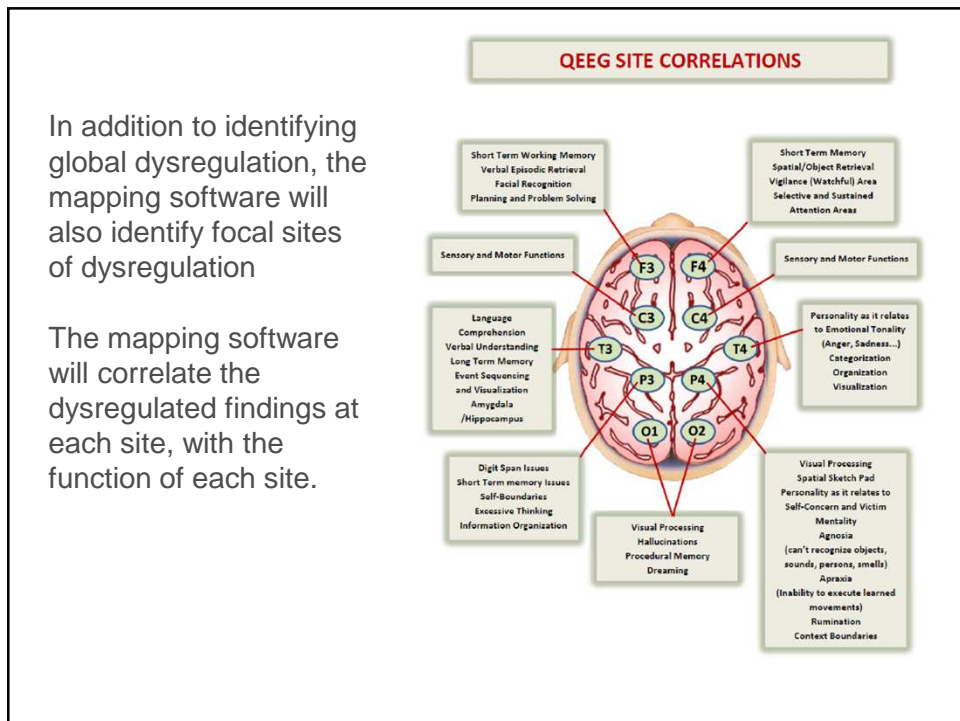 QEEG SITE CORRELATIONS
In addition to identifying
global dysregulation, the
mapping software will
also identify focal sites
of dysregulation
The mapping software
will correlate the
dysregulated findings at
each site, with the
function of each site.
Short Term Working Memory
Verbal Episodic Retrieval
Facial Recognition
Planning and Problem Solving
Short Term Memory
Spatial/Object Retrieval
Vigilance (Watchful) Area
Selective and Sustained
Attention Areas
Sensory and Motor Functions
Sensory and Motor Functions
F3
F4
C3
C4
T3
T4
P3
P4
O1
O2
Language
Comprehension
Verbal Understanding
Long Term Memory
Event Sequencing
and Visualization
Amygdala
/Hippocampus
Personality as it relates
to Emotional Tonality
(Anger, Sadness...)
Categorization
Organization
Visualization
Digit Span Issues
Short Term memory Issues
Self-Boundaries
Excessive Thinking
Information Organization
Visual Processing
Hallucinations
Procedural Memory
Dreaming
Visual Processing
Spatial Sketch Pad
Personality as it relates to
Self-Concern and Victim
Mentality
Agnosia
(can't recognize objects,
sounds, persons, smells)
Apraxia
(Inability to execute learned
movements)
Rumination
Context Boundaries